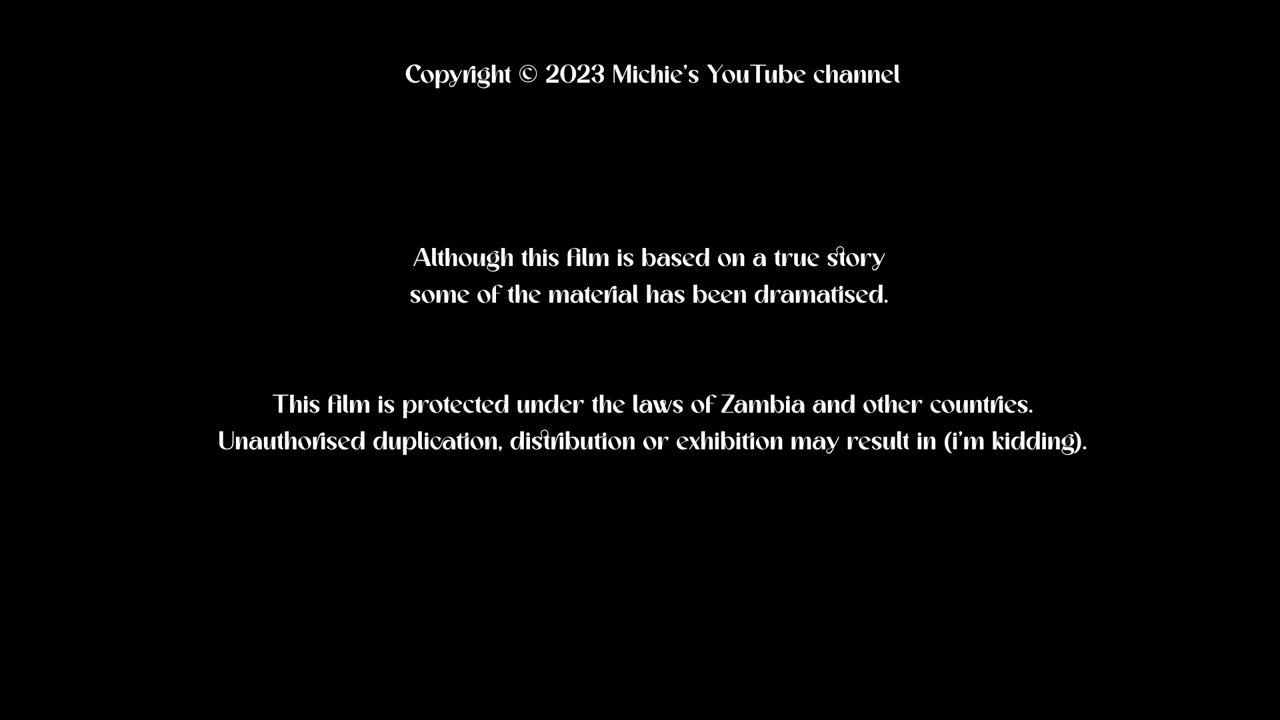 Copyright © 2023 Michie's YouTube channel
Although this film is based on a true story
some of the material has been dramatised.
This film is protected under the laws of Zambia and other countries.
Unauthorised duplication, distribution or exhibition may result in (i'm kidding).